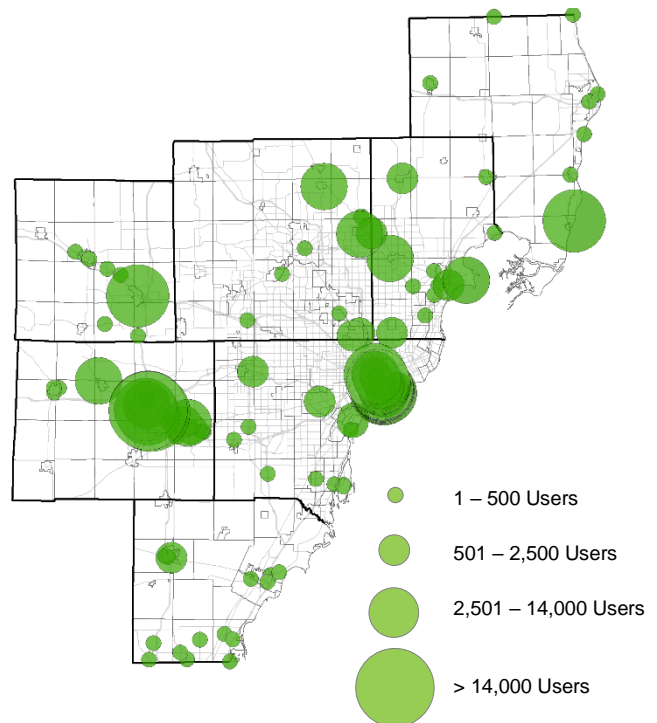 1 – 500 Users
501 – 2,500 Users
2,501 – 14,000 Users
> 14,000 Users